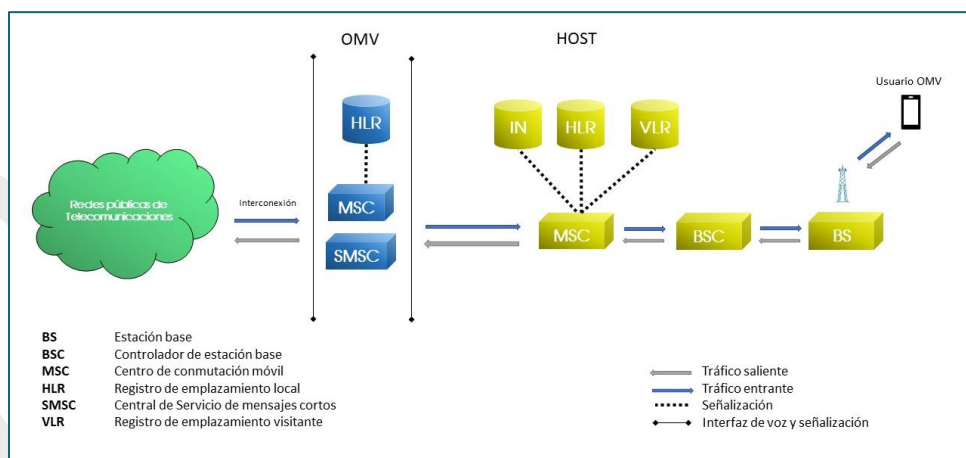 OMV
HOST
Usuario OMV
HLR
IN
HLR
VLR
Redes públicas de
Telecomunicaciones
Interconexión
MSC
SMSC
MSC
BSC
BS
BS Estación base
BSC Controlador de estación base
MSC Centro de conmutación móvil
HLR Registro de emplazamiento local
SMSC Central de Servicio de mensajes cortos
VLR Registro de emplazamiento visitante
Tráfico saliente
Tráfico entrante
Señalización
Interfaz de voz y señalización